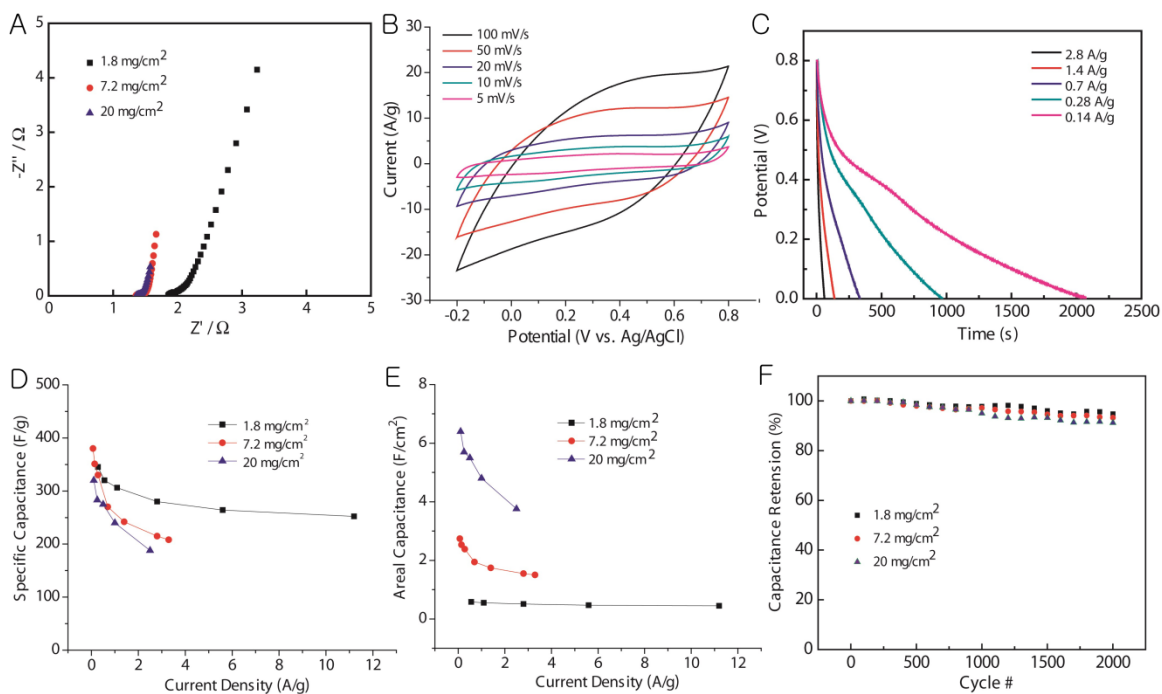 A
5
4
3
2
1
0
0
1
2
3
4
5
-Z'' / Ω
Z' / Ω
1.8 mg/cm²
7.2 mg/cm²
20 mg/cm²
B
30
20
10
0
-10
-20
-30
-0.2
0.0
0.2
0.4
0.6
0.8
Current (A/g)
Potential (V vs. Ag/AgCl)
100 mV/s
50 mV/s
20 mV/s
10 mV/s
5 mV/s
C
0.8
0.6
0.4
0.2
0.0
0
500
1000
1500
2000
2500
Potential (V)
Time (s)
2.8 A/g
1.4 A/g
0.7 A/g
0.28 A/g
0.14 A/g
D
500
400
300
200
100
0
0
2
4
6
8
10
12
Specific Capacitance (F/g)
Current Density (A/g)
1.8 mg/cm²
7.2 mg/cm²
20 mg/cm²
E
8
6
4
2
0
0
2
4
6
8
10
12
Areal Capacitance (F/cm²)
Current Density (A/g)
1.8 mg/cm²
7.2 mg/cm²
20 mg/cm²
F
100
80
60
40
20
0
0
500
1000
1500
2000
Capacitance Retention (%)
Cycle #
1.8 mg/cm²
7.2 mg/cm²
20 mg/cm²